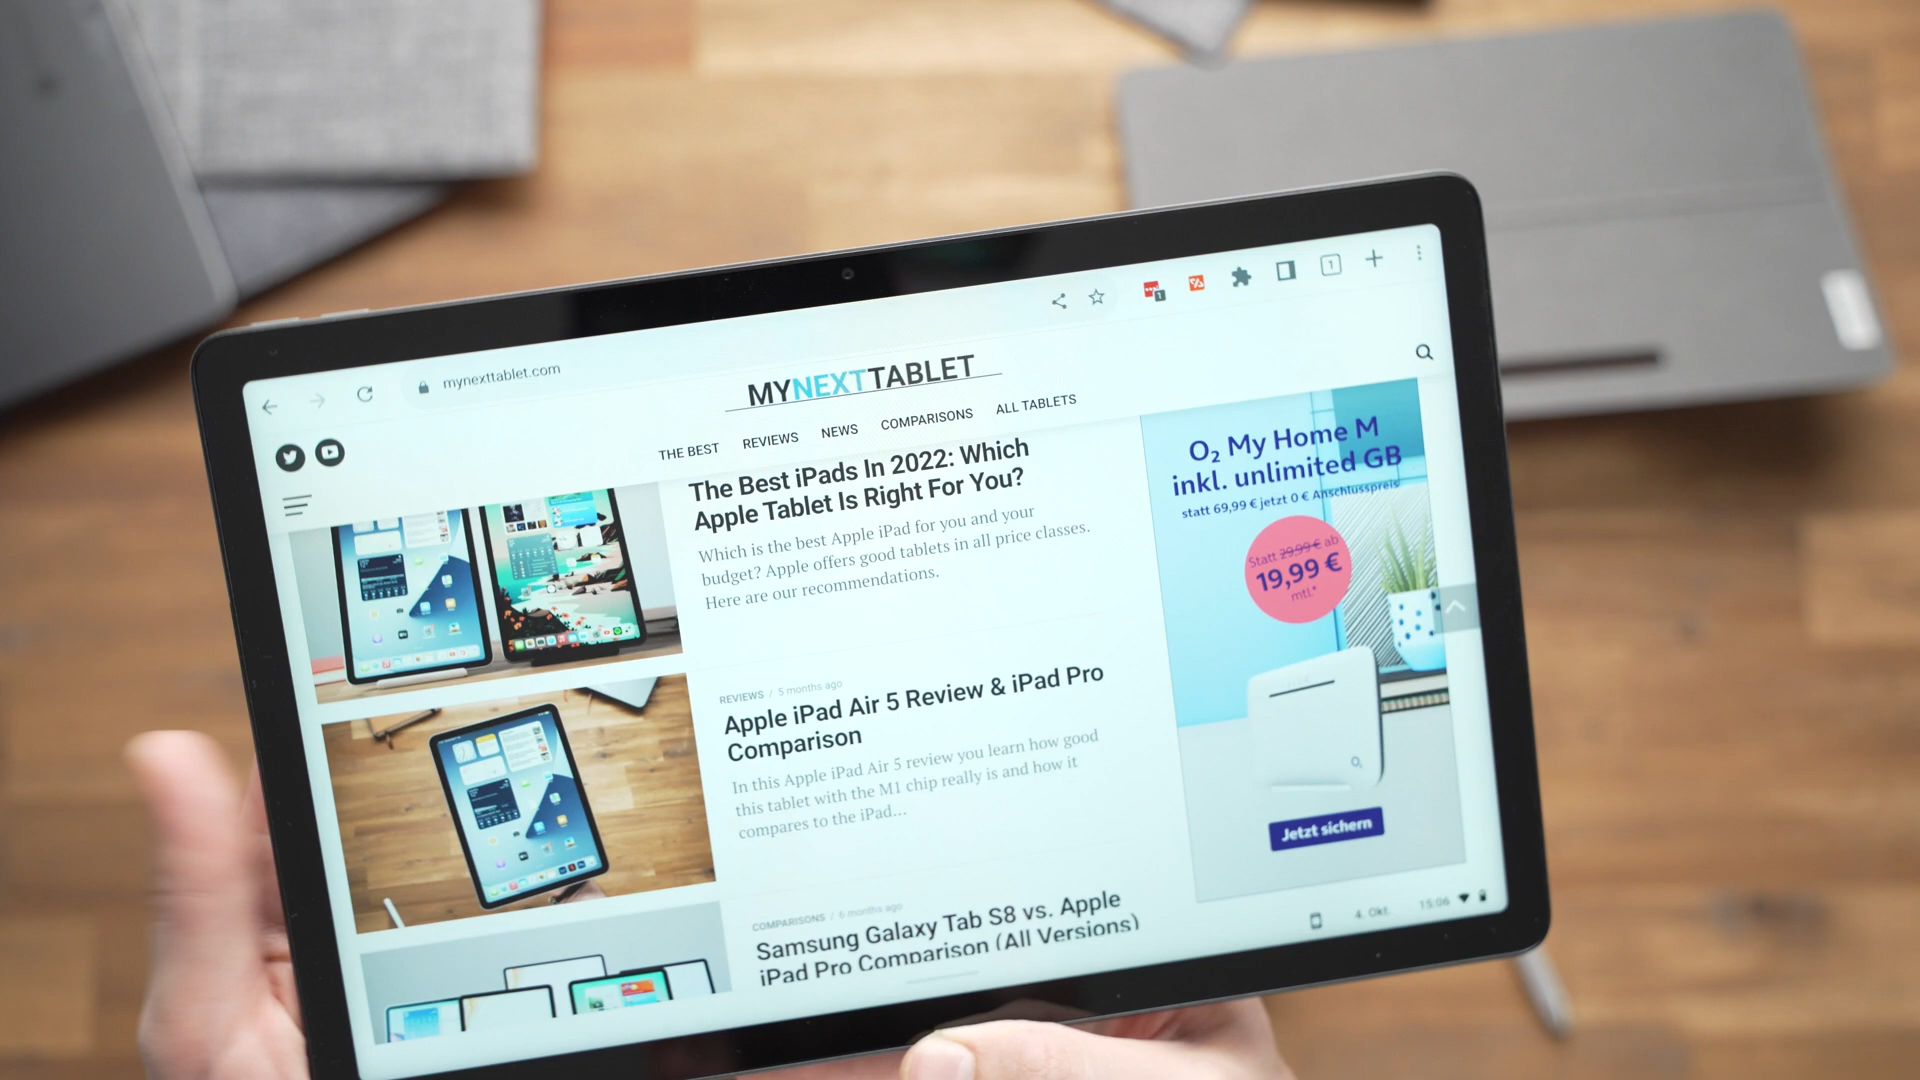 mynexttablet.com
1
1
MYNEXTTABLET
THE BEST
REVIEWS
NEWS
COMPARISONS
ALL TABLETS
The Best iPads In 2022: Which
Apple Tablet Is Right For You?
Which is the best Apple iPad for you and your
budget? Apple offers good tablets in all price classes.
Here are our recommendations.
REVIEWS / 5 months ago
Apple iPad Air 5 Review & iPad Pro
Comparison
In this Apple iPad Air 5 review you learn how good
this tablet with the M1 chip really is and how it
compares to the iPad...
COMPARISONS / 6 months ago
Samsung Galaxy Tab S8 vs. Apple
iPad Pro Comparison (All Versions)
O₂ My Home M
inkl. unlimited GB
statt 69,99 € jetzt 0 € Anschlusspreis
Statt 29,99 € ab
19,99 €
mtl.*
O₂
Jetzt sichern
4. Okt.
15:06